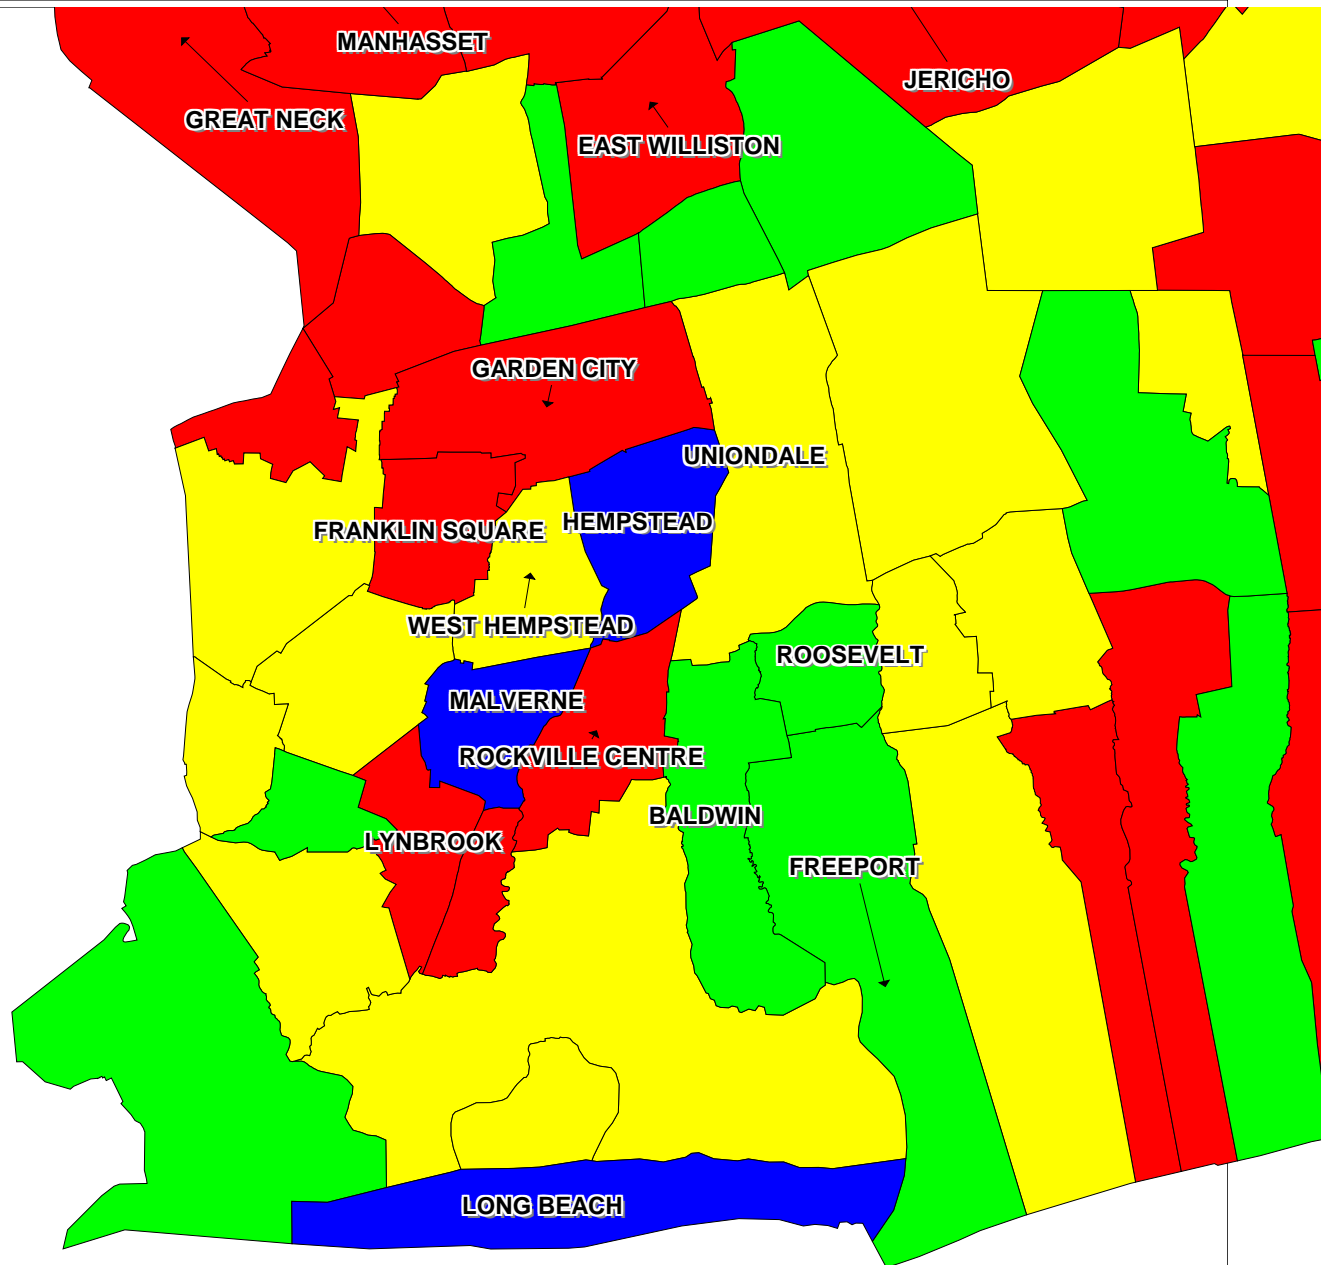 MANHASSET
JERICHO
GREAT NECK
EAST WILLISTON
GARDEN CITY
UNIONDALE
HEMPSTEAD
FRANKLIN SQUARE
WEST HEMPSTEAD
ROOSEVELT
MALVERNE
ROCKVILLE CENTRE
BALDWIN
LYNBROOK
FREEPORT
LONG BEACH